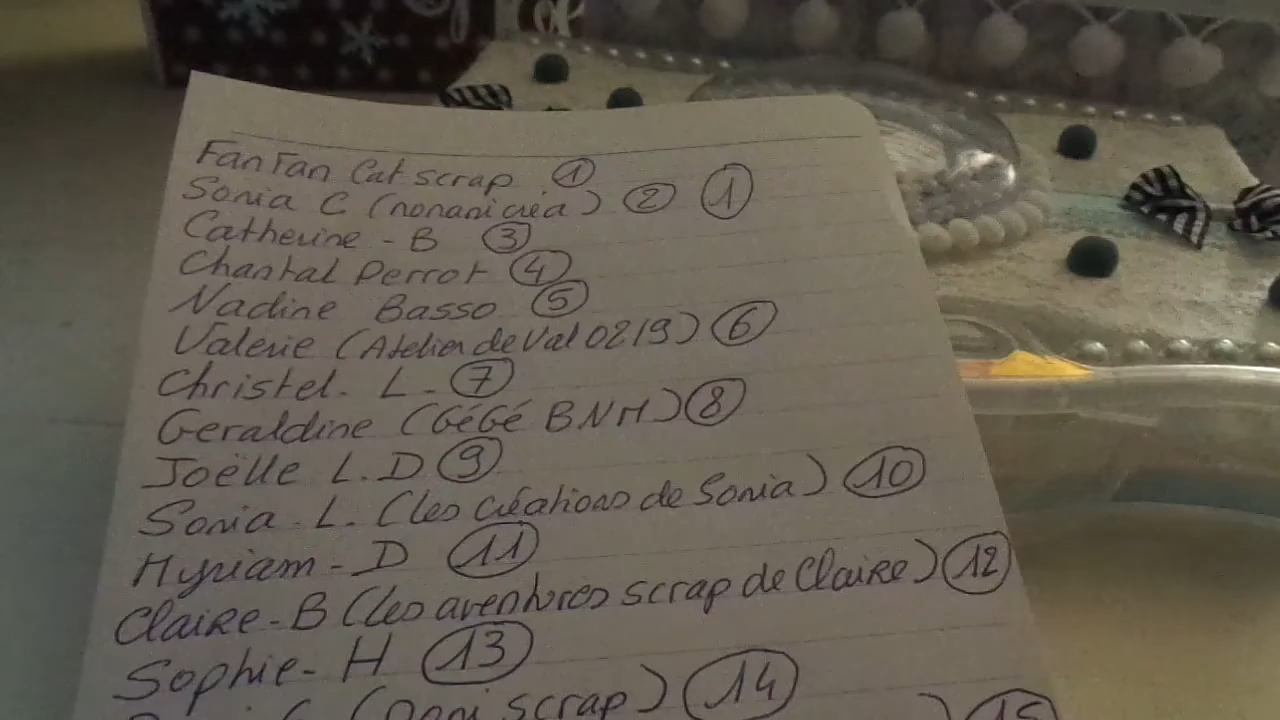 FanFan Cat scrap 1
Sonia C (nonanicréa) 2 1
Catherine - B 3
Chantal Perrot 4
Nadine Basso 5
Valerie (Atelier de Val 0219) 6
Christel. L - 7
Geraldine (GéGé BNM) 8
Joëlle L.D 9
Sonia - L. (les créations de Sonia) 10
Myriam - D 11
Claire - B (les aventures scrap de Claire) 12
Sophie - H 13
scrap) 14
) 15